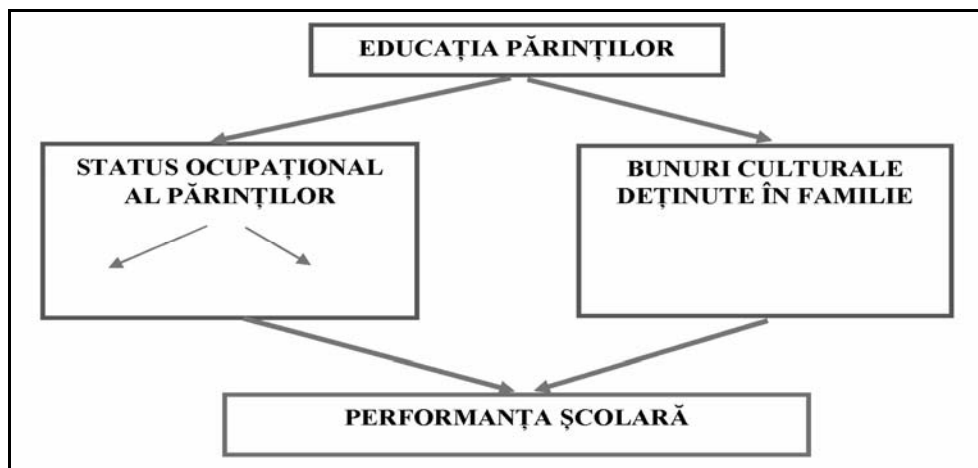 EDUCAȚIA PĂRINȚILOR
STATUS OCUPAȚIONAL
AL PĂRINȚILOR
BUNURI CULTURALE
DEȚINUTE ÎN FAMILIE
PERFORMANȚA ȘCOLARĂ